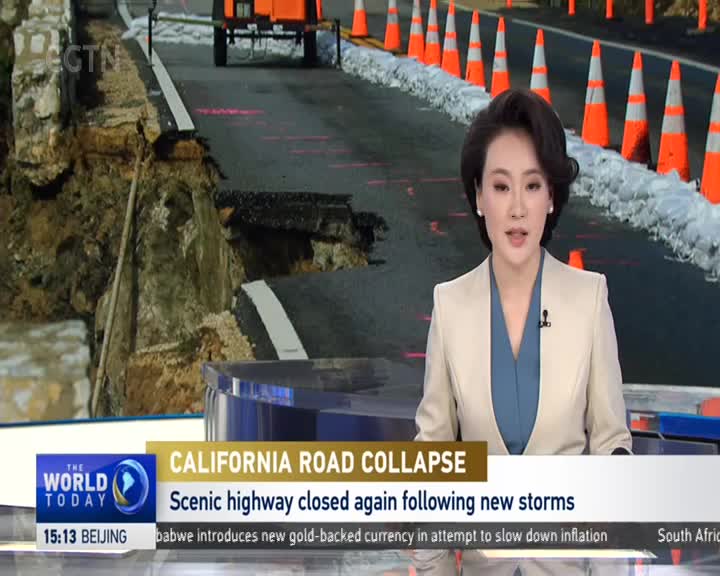 CGTN
CALIFORNIA ROAD COLLAPSE
THE WORLD TODAY
Scenic highway closed again following new storms
15:13 BEIJING
babwe introduces new gold-backed currency in attempt to slow down inflation South Afri